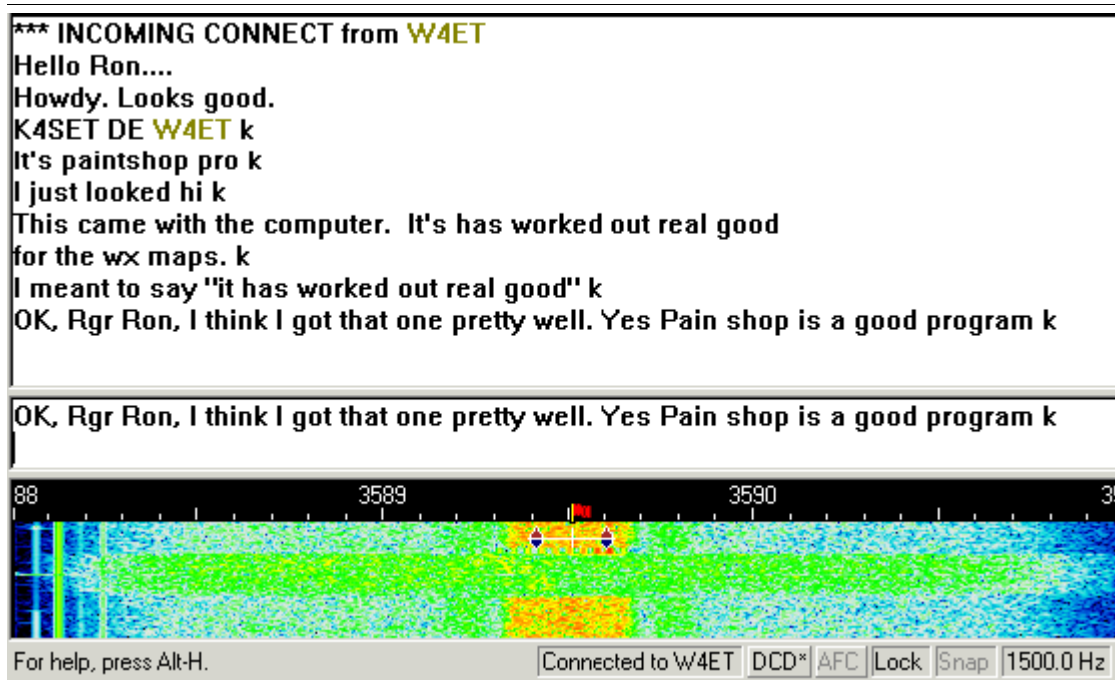 *** INCOMING CONNECT from W4ET
Hello Ron....
Howdy. Looks good.
K4SET DE W4ET k
It's paintshop pro k
I just looked hi k
This came with the computer.  It's has worked out real good
for the wx maps. k
I meant to say "it has worked out real good" k
OK, Rgr Ron, I think I got that one pretty well. Yes Pain shop is a good program k
OK, Rgr Ron, I think I got that one pretty well. Yes Pain shop is a good program k
88 3589 3590
For help, press Alt-H. Connected to W4ET DCD* AFC Lock Snap 1500.0 Hz